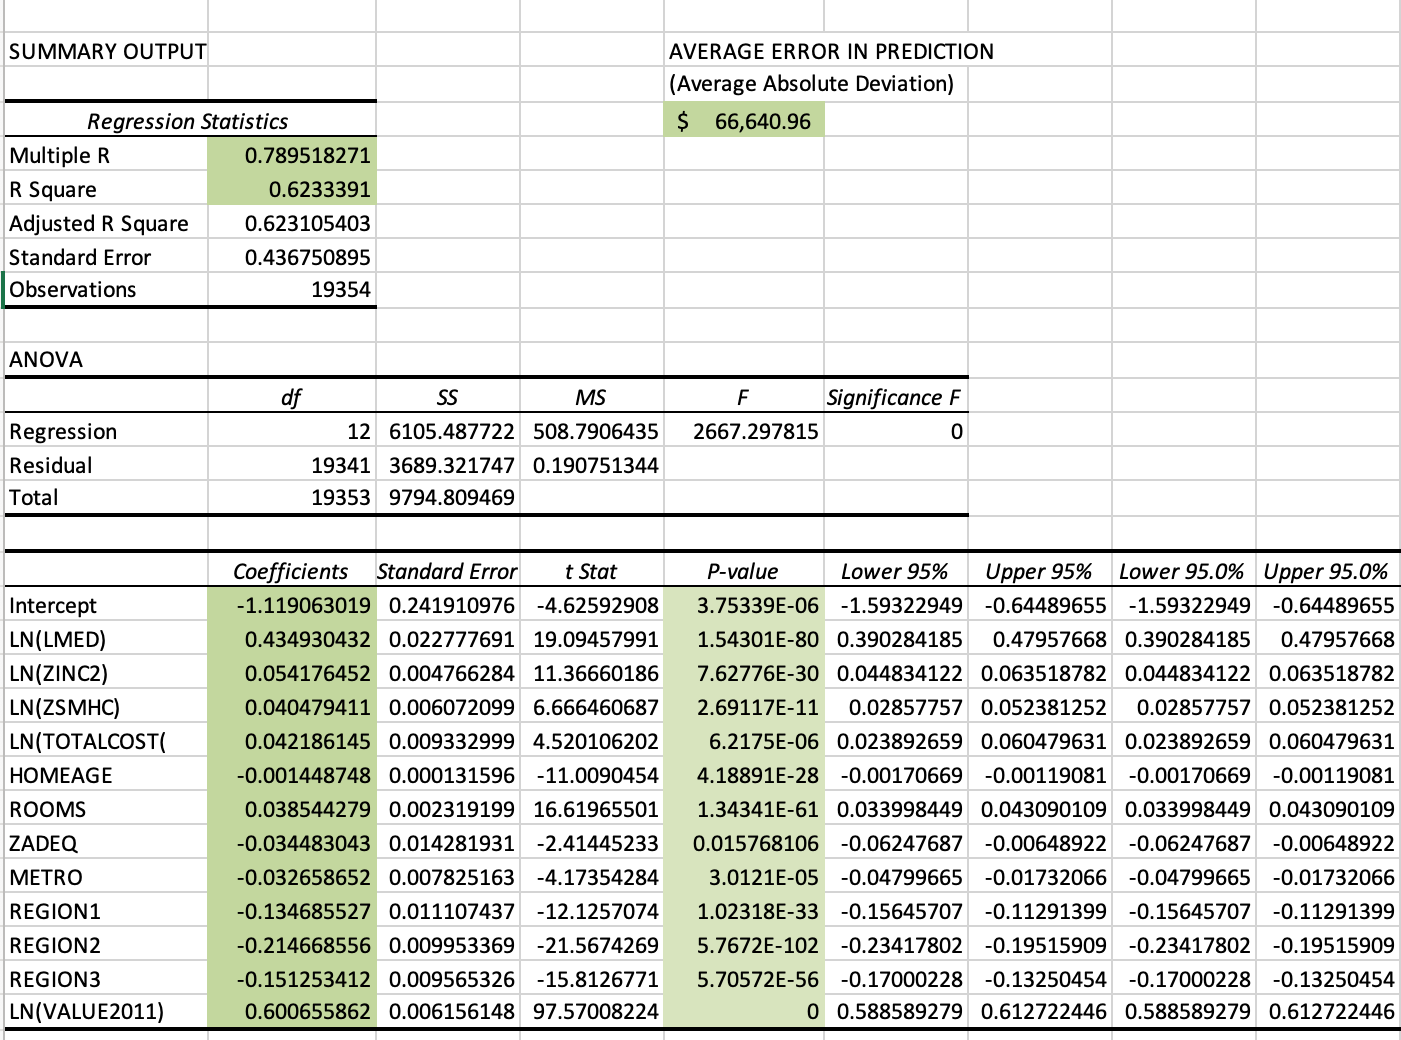 SUMMARY OUTPUT AVERAGE ERROR IN PREDICTION
(Average Absolute Deviation)
Regression Statistics $ 66,640.96
Multiple R 0.789518271
R Square 0.6233391
Adjusted R Square 0.623105403
Standard Error 0.436750895
Observations 19354
ANOVA
df SS MS F Significance F
Regression 12 6105.487722 508.7906435 2667.297815 0
Residual 19341 3689.321747 0.190751344
Total 19353 9794.809469
Coefficients Standard Error t Stat P-value Lower 95% Upper 95% Lower 95.0% Upper 95.0%
Intercept -1.119063019 0.241910976 -4.62592908 3.75339E-06 -1.59322949 -0.64489655 -1.59322949 -0.64489655
LN(LMED) 0.434930432 0.022777691 19.09457991 1.54301E-80 0.390284185 0.47957668 0.390284185 0.47957668
LN(ZINC2) 0.054176452 0.004766284 11.36660186 7.62776E-30 0.044834122 0.063518782 0.044834122 0.063518782
LN(ZSMHC) 0.040479411 0.006072099 6.666460687 2.69117E-11 0.02857757 0.052381252 0.02857757 0.052381252
LN(TOTALCOST( 0.042186145 0.009332999 4.520106202 6.2175E-06 0.023892659 0.060479631 0.023892659 0.060479631
HOMEAGE -0.001448748 0.000131596 -11.0090454 4.18891E-28 -0.00170669 -0.00119081 -0.00170669 -0.00119081
ROOMS 0.038544279 0.002319199 16.61965501 1.34341E-61 0.033998449 0.043090109 0.033998449 0.043090109
ZADEQ -0.034483043 0.014281931 -2.41445233 0.015768106 -0.06247687 -0.00648922 -0.06247687 -0.00648922
METRO -0.032658652 0.007825163 -4.17354284 3.0121E-05 -0.04799665 -0.01732066 -0.04799665 -0.01732066
REGION1 -0.134685527 0.011107437 -12.1257074 1.02318E-33 -0.15645707 -0.11291399 -0.15645707 -0.11291399
REGION2 -0.214668556 0.009953369 -21.5674269 5.7672E-102 -0.23417802 -0.19515909 -0.23417802 -0.19515909
REGION3 -0.151253412 0.009565326 -15.8126771 5.70572E-56 -0.17000228 -0.13250454 -0.17000228 -0.13250454
LN(VALUE2011) 0.600655862 0.006156148 97.57008224 0 0.588589279 0.612722446 0.588589279 0.612722446